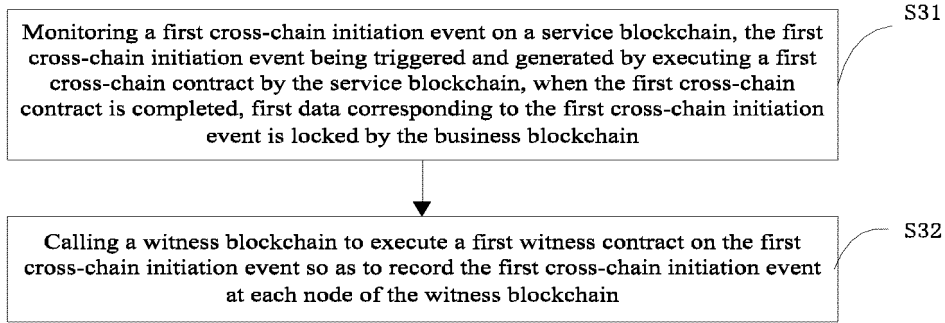 S31
Monitoring a first cross-chain initiation event on a service blockchain, the first
cross-chain initiation event being triggered and generated by executing a first
cross-chain contract by the service blockchain, when the first cross-chain
contract is completed, first data corresponding to the first cross-chain initiation
event is locked by the business blockchain
S32
Calling a witness blockchain to execute a first witness contract on the first
cross-chain initiation event so as to record the first cross-chain initiation event
at each node of the witness blockchain